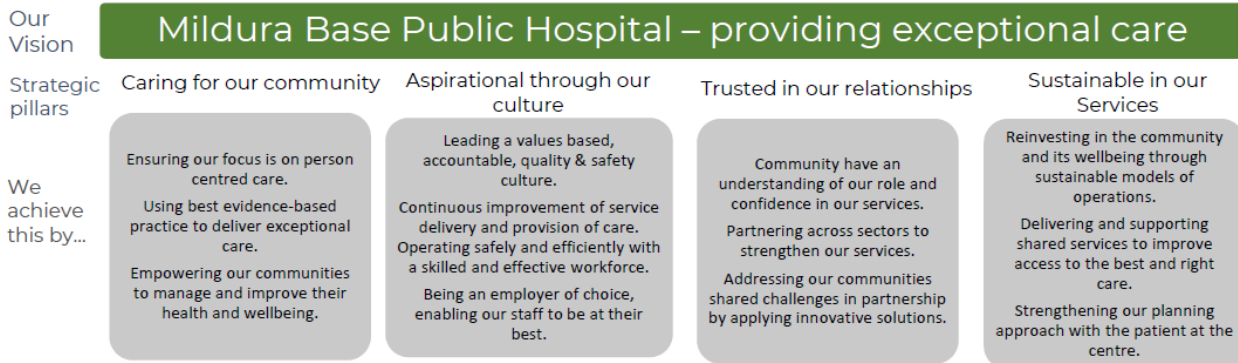 Our
Vision
Mildura Base Public Hospital – providing exceptional care
Strategic
pillars
Caring for our community
Aspirational through our
culture
Trusted in our relationships
Sustainable in our
Services
We
achieve
this by...
Ensuring our focus is on person
centred care.
Using best evidence-based
practice to deliver exceptional
care.
Empowering our communities
to manage and improve their
health and wellbeing.
Leading a values based,
accountable, quality & safety
culture.
Continuous improvement of service
delivery and provision of care.
Operating safely and efficiently with
a skilled and effective workforce.
Being an employer of choice,
enabling our staff to be at their
best.
Community have an
understanding of our role and
confidence in our services.
Partnering across sectors to
strengthen our services.
Addressing our communities
shared challenges in partnership
by applying innovative solutions.
Reinvesting in the community
and its wellbeing through
sustainable models of
operations.
Delivering and supporting
shared services to improve
access to the best and right
care.
Strengthening our planning
approach with the patient at the
centre.